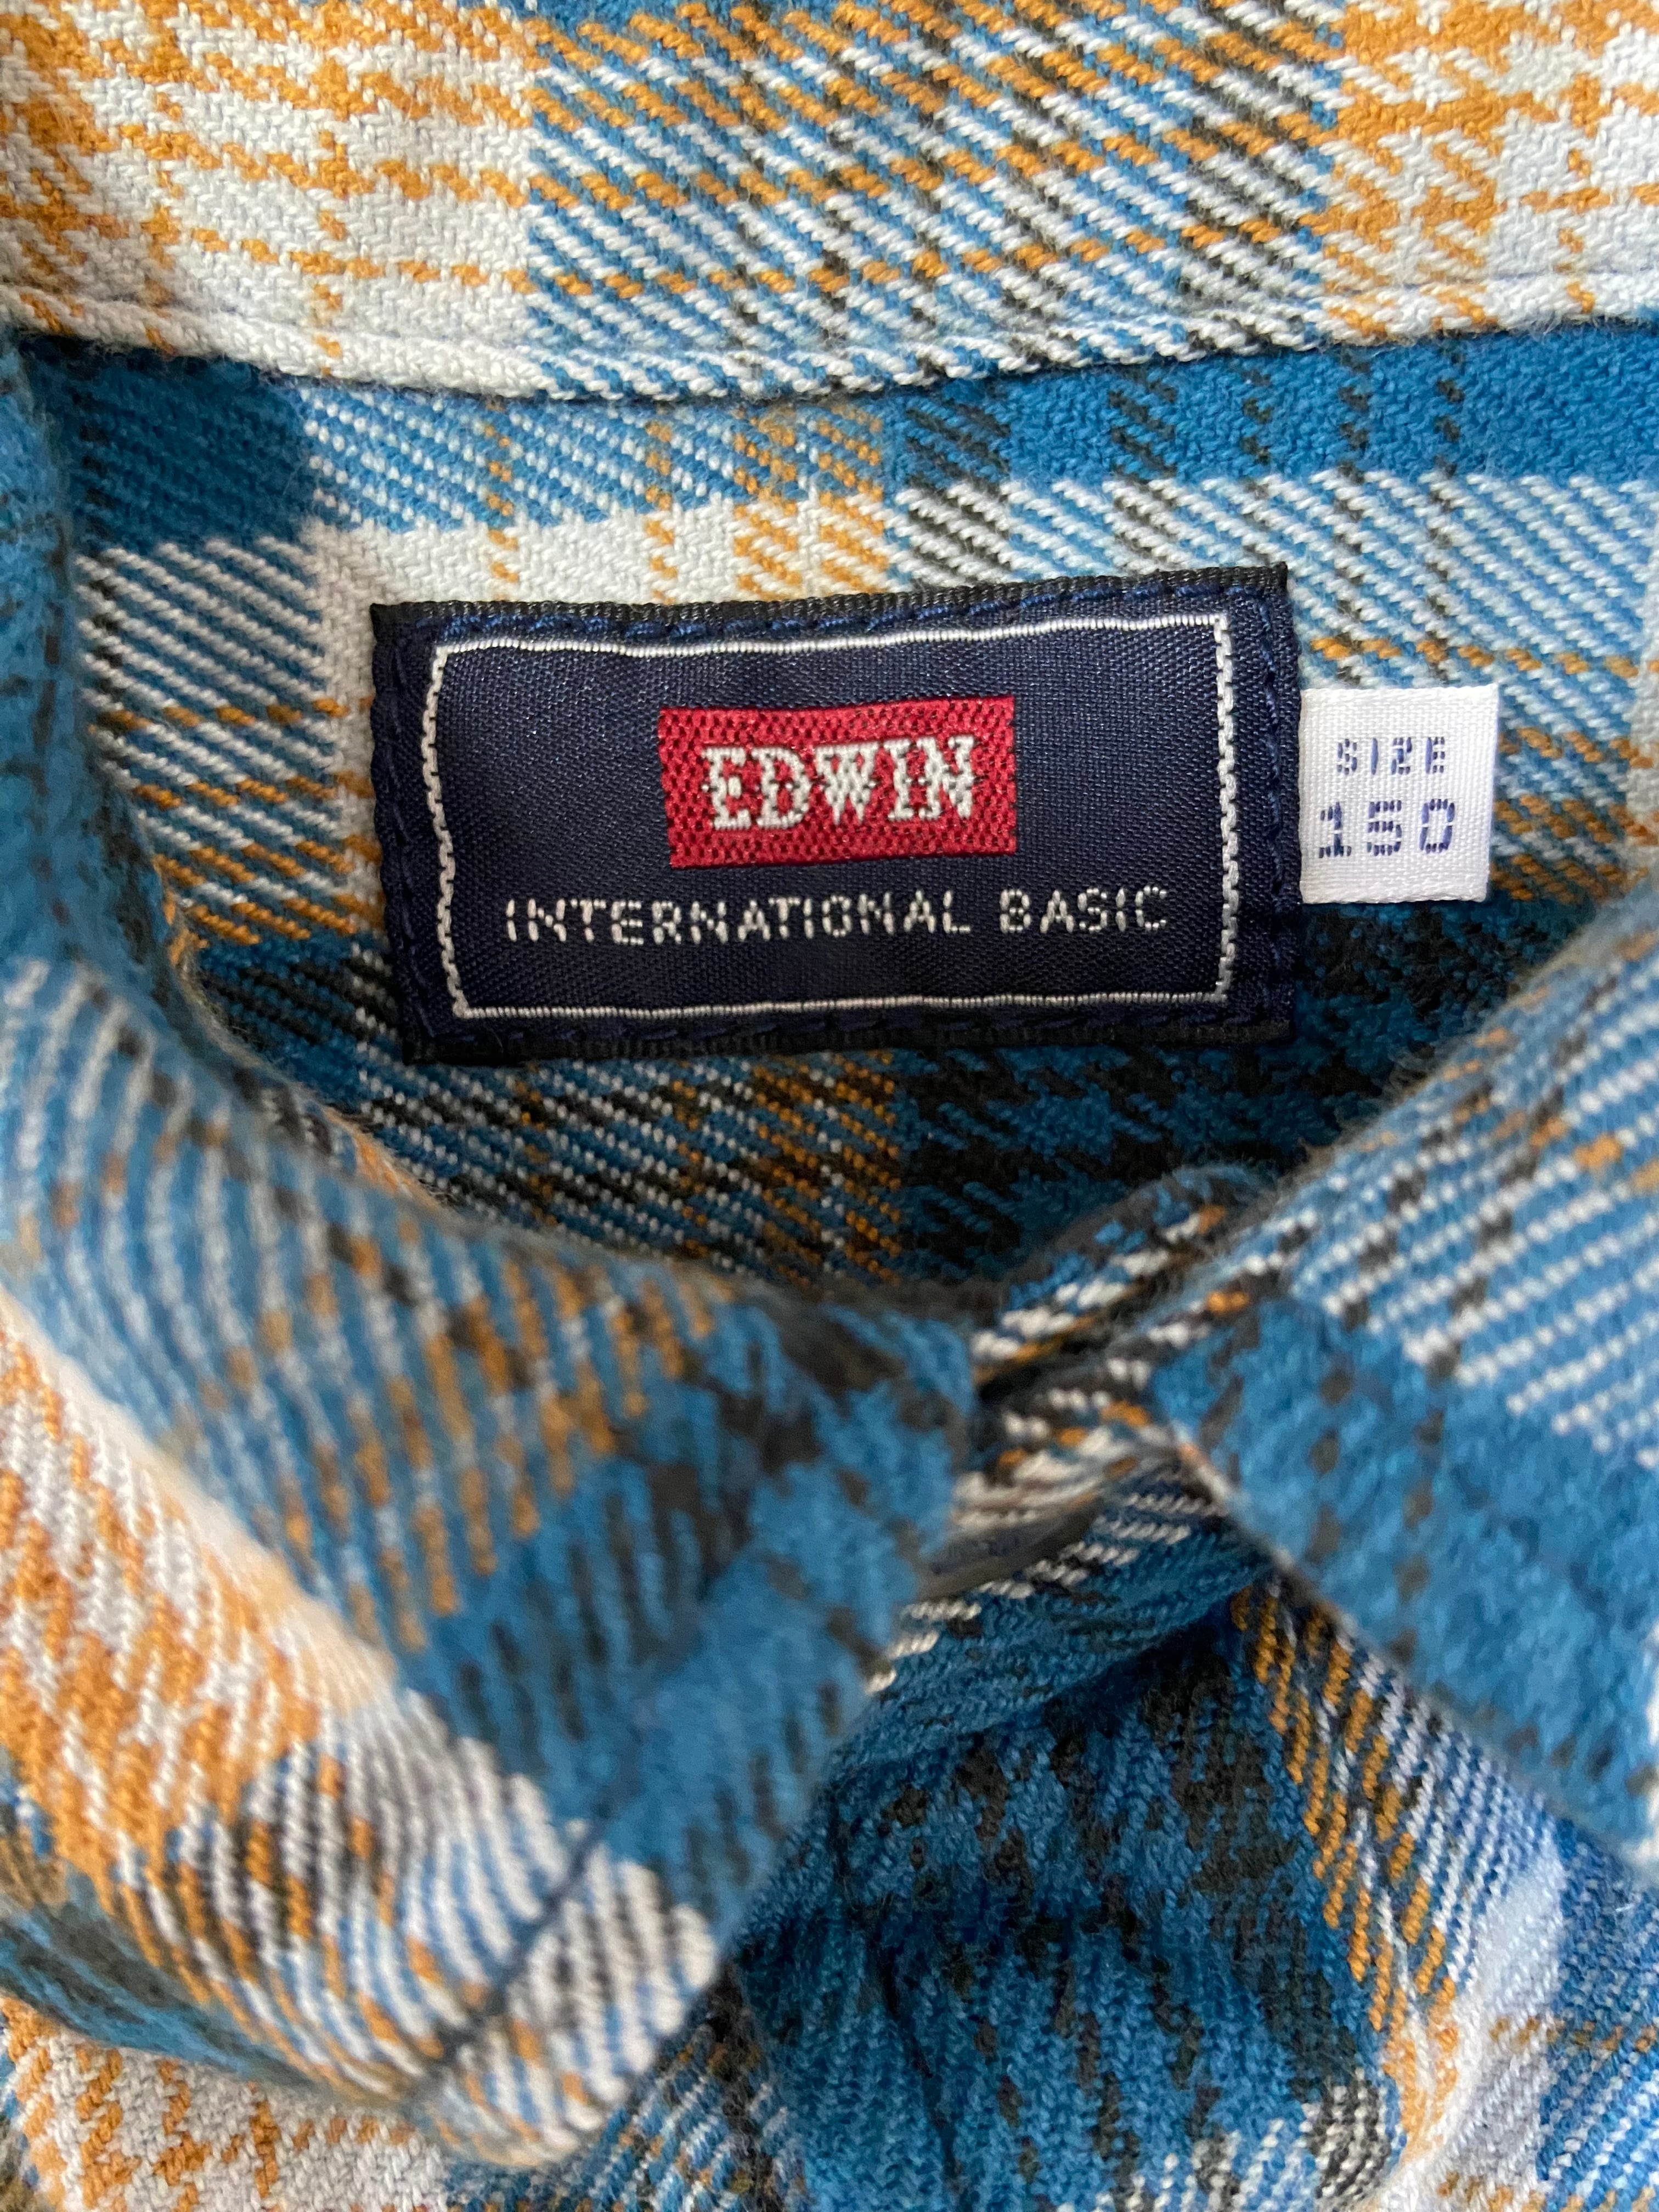 EDWIN
INTERNATIONAL BASIC
SIZE
150